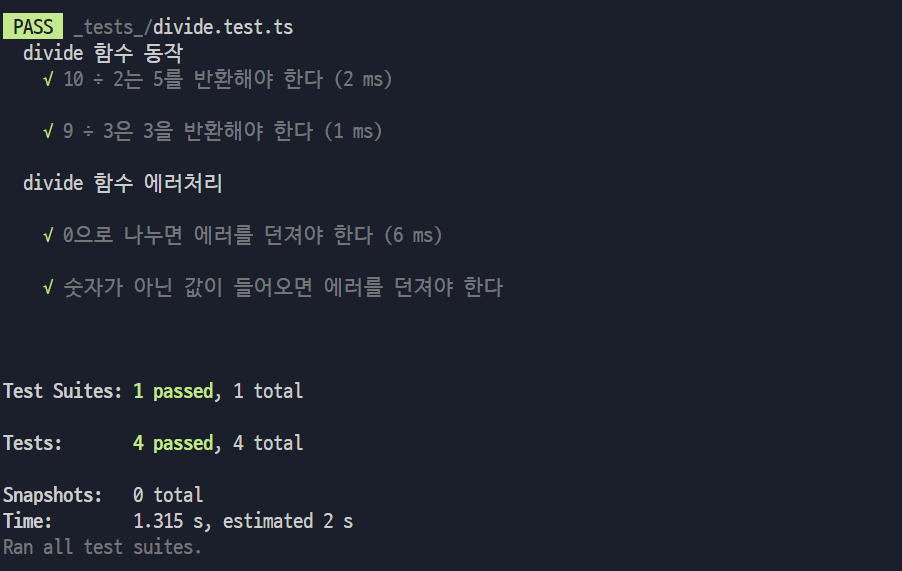 PASS _tests_/divide.test.ts
divide 함수 동작
√ 10 ÷ 2는 5를 반환해야 한다 (2 ms)
√ 9 ÷ 3은 3을 반환해야 한다 (1 ms)
divide 함수 에러처리
√ 0으로 나누면 에러를 던져야 한다 (6 ms)
√ 숫자가 아닌 값이 들어오면 에러를 던져야 한다
Test Suites: 1 passed, 1 total
Tests: 4 passed, 4 total
Snapshots: 0 total
Time: 1.315 s, estimated 2 s
Ran all test suites.